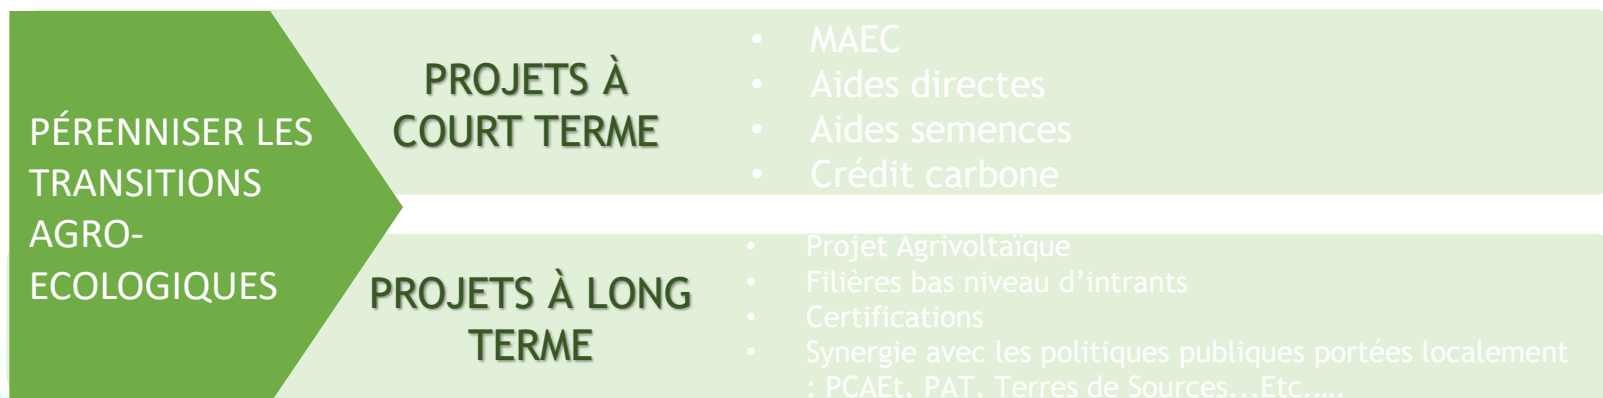 PÉRENNISER LES
TRANSITIONS
AGRO-
ECOLOGIQUES
PROJETS À
COURT TERME
• MAEC
• Aides directes
• Aides semences
• Crédit carbone
PROJETS À LONG
TERME
• Projet Agrivoltaïque
• Filières bas niveau d’intrants
• Certifications
• Synergie avec les politiques publiques portées localement
: PCAEt, PAT, Terres de Sources...Etc.….